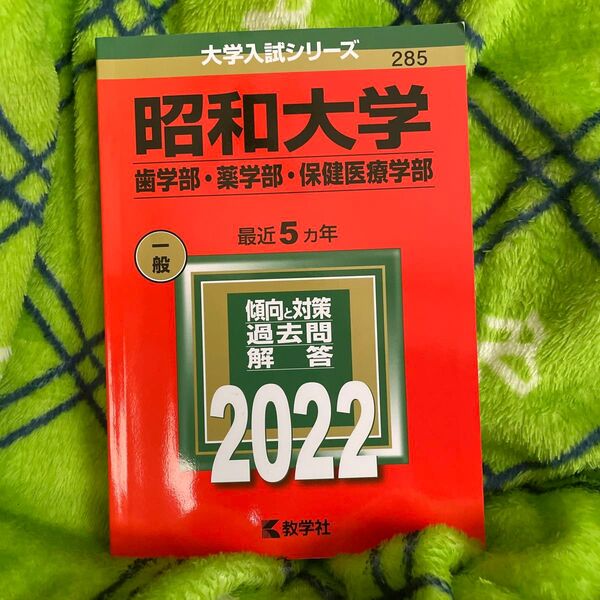 大学入試シリーズ
285
昭和大学
歯学部・薬学部・保健医療学部
最近5カ年
一般
傾向と対策
過去問
解答
2022
教学社